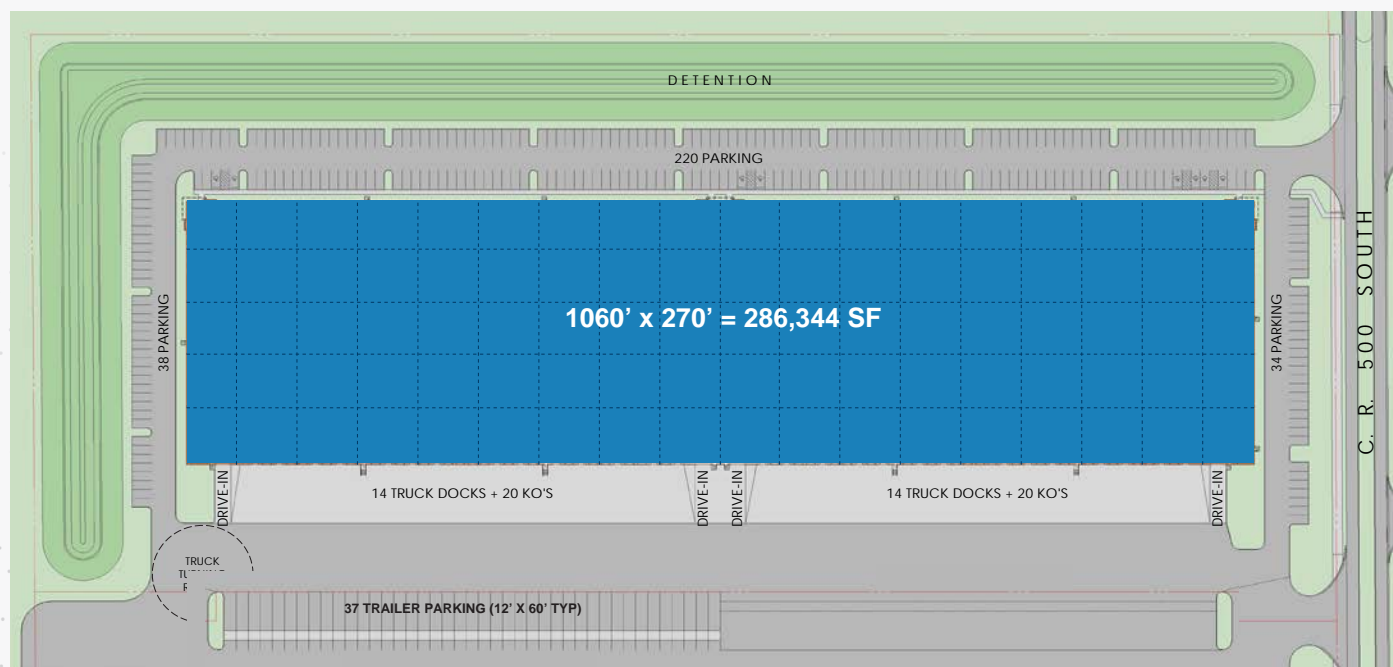 DETENTION
220 PARKING
38 PARKING
1060’ x 270’ = 286,344 SF
34 PARKING
C. R. 500 SOUTH
DRIVE-IN
14 TRUCK DOCKS + 20 KO'S
DRIVE-IN
DRIVE-IN
14 TRUCK DOCKS + 20 KO'S
DRIVE-IN
TRUCK
37 TRAILER PARKING (12’ X 60’ TYP)